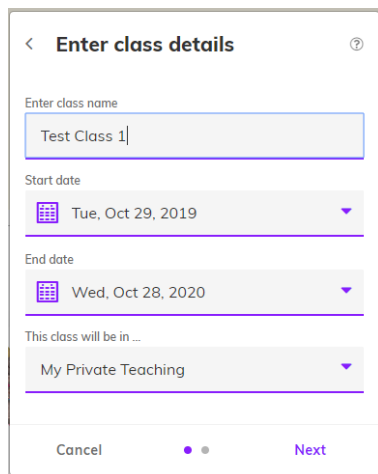 Enter class details
Enter class name
Test Class 1
Start date
Tue, Oct 29, 2019
End date
Wed, Oct 28, 2020
This class will be in ...
My Private Teaching
Cancel Next